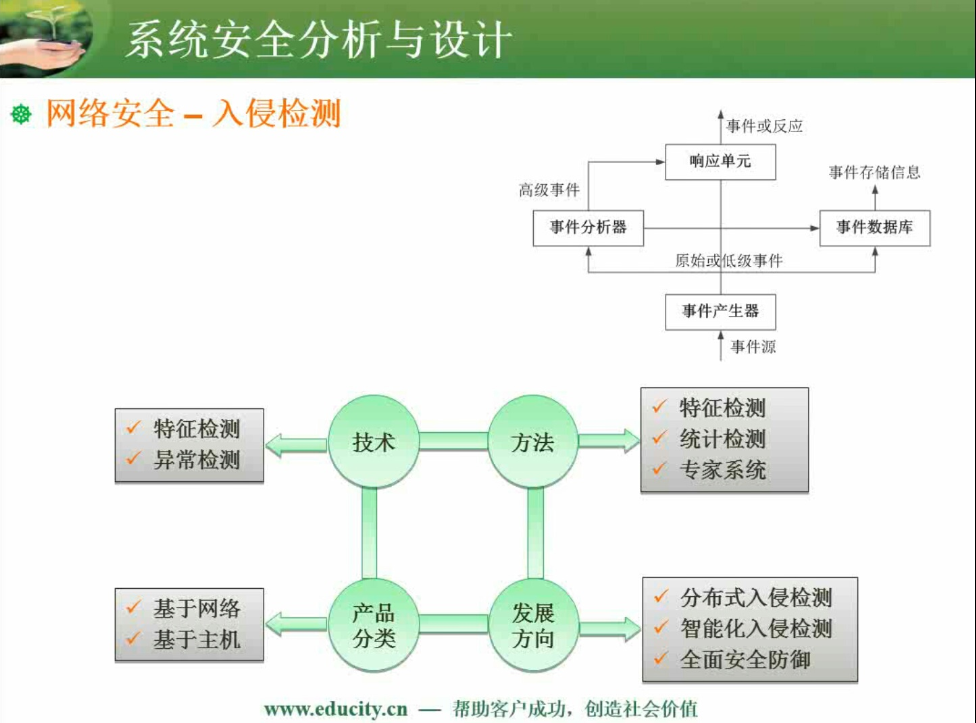 系统安全分析与设计
网络安全 – 入侵检测
事件或反应
响应单元
事件存储信息
高级事件
事件分析器
事件数据库
原始或低级事件
事件产生器
事件源
技术
特征检测
异常检测
方法
特征检测
统计检测
专家系统
产品
分类
基于网络
基于主机
发展
方向
分布式入侵检测
智能化入侵检测
全面安全防御
www.educity.cn — 帮助客户成功，创造社会价值